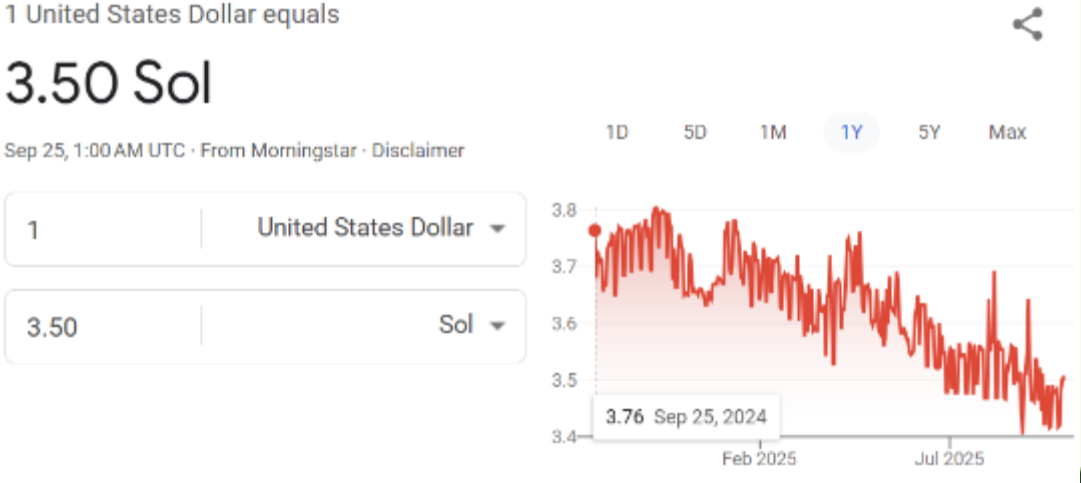 1 United States Dollar equals
3.50 Sol
Sep 25, 1:00 AM UTC · From Morningstar · Disclaimer
1 United States Dollar
3.50 Sol
1D 5D 1M 1Y 5Y Max
3.8
3.7
3.6
3.5
3.4
3.76 Sep 25, 2024
Feb 2025 Jul 2025